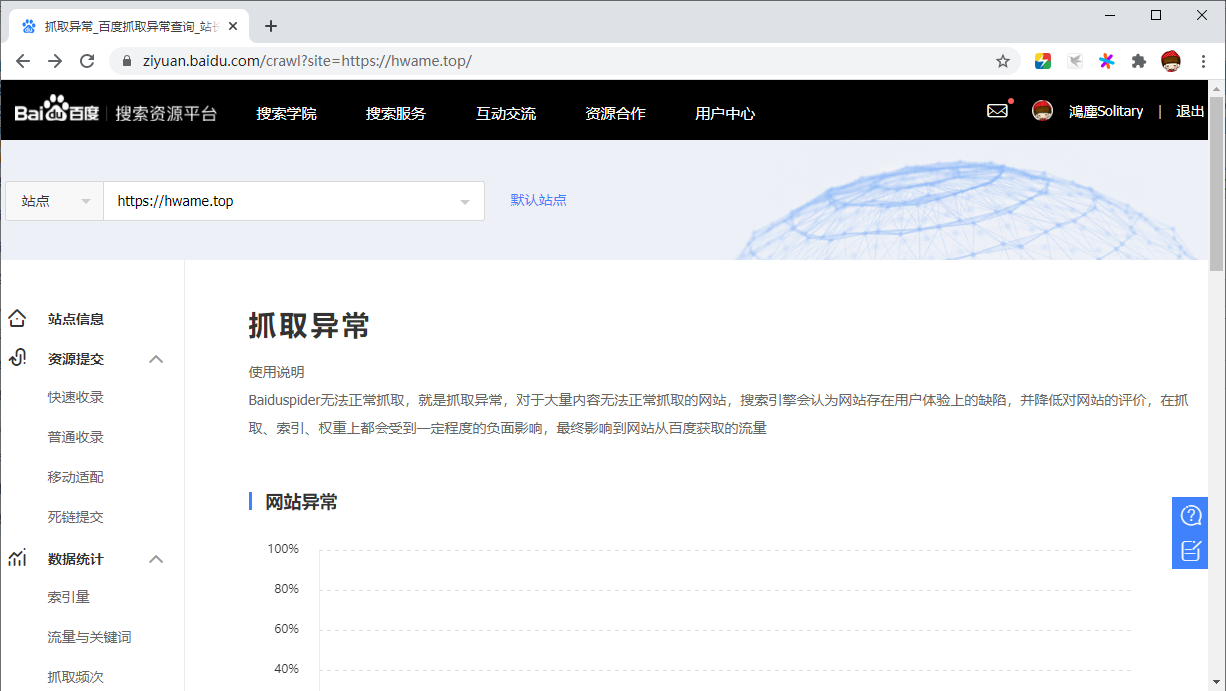 抓取异常_百度抓取异常查询_站长
ziyuan.baidu.com/crawl?site=https://hwame.top/
Bai du 百度 搜索资源平台 搜索学院 搜索服务 互动交流 资源合作 用户中心 鴻塵Solitary | 退出
站点 https://hwame.top 默认站点
站点信息
资源提交
快速收录
普通收录
移动适配
死链提交
数据统计
索引量
流量与关键词
抓取频次
抓取异常
使用说明
Baiduspider无法正常抓取，就是抓取异常，对于大量内容无法正常抓取的网站，搜索引擎会认为网站存在用户体验上的缺陷，并降低对网站的评价，在抓
取、索引、权重上都会受到一定程度的负面影响，最终影响到网站从百度获取的流量
网站异常
100%
80%
60%
40%